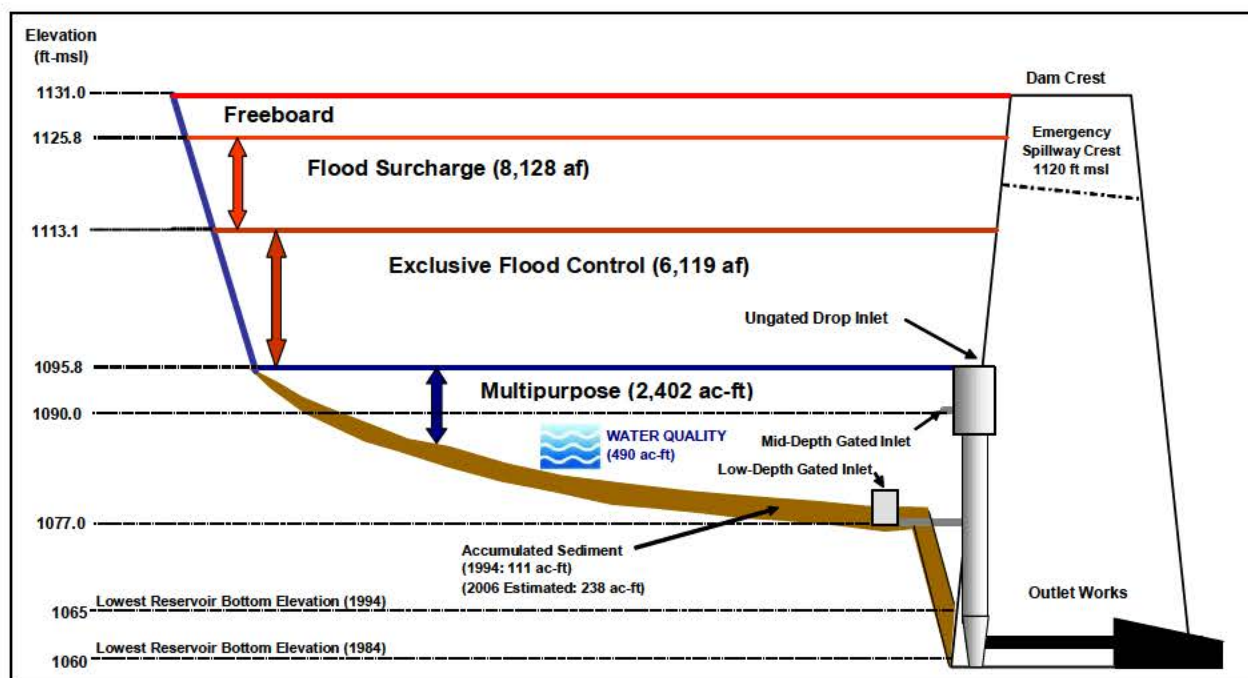 Elevation
(ft-msl)
1131.0
Dam Crest
Freeboard
1125.8
Emergency
Spillway Crest
1120 ft msl
Flood Surcharge (8,128 af)
1113.1
Exclusive Flood Control (6,119 af)
Ungated Drop Inlet
1095.8
Multipurpose (2,402 ac-ft)
1090.0
WATER QUALITY
(490 ac-ft)
Mid-Depth Gated Inlet
Low-Depth Gated Inlet
1077.0
Accumulated Sediment
(1994: 111 ac-ft)
(2006 Estimated: 238 ac-ft)
Lowest Reservoir Bottom Elevation (1994)
Outlet Works
1065
Lowest Reservoir Bottom Elevation (1984)
1060